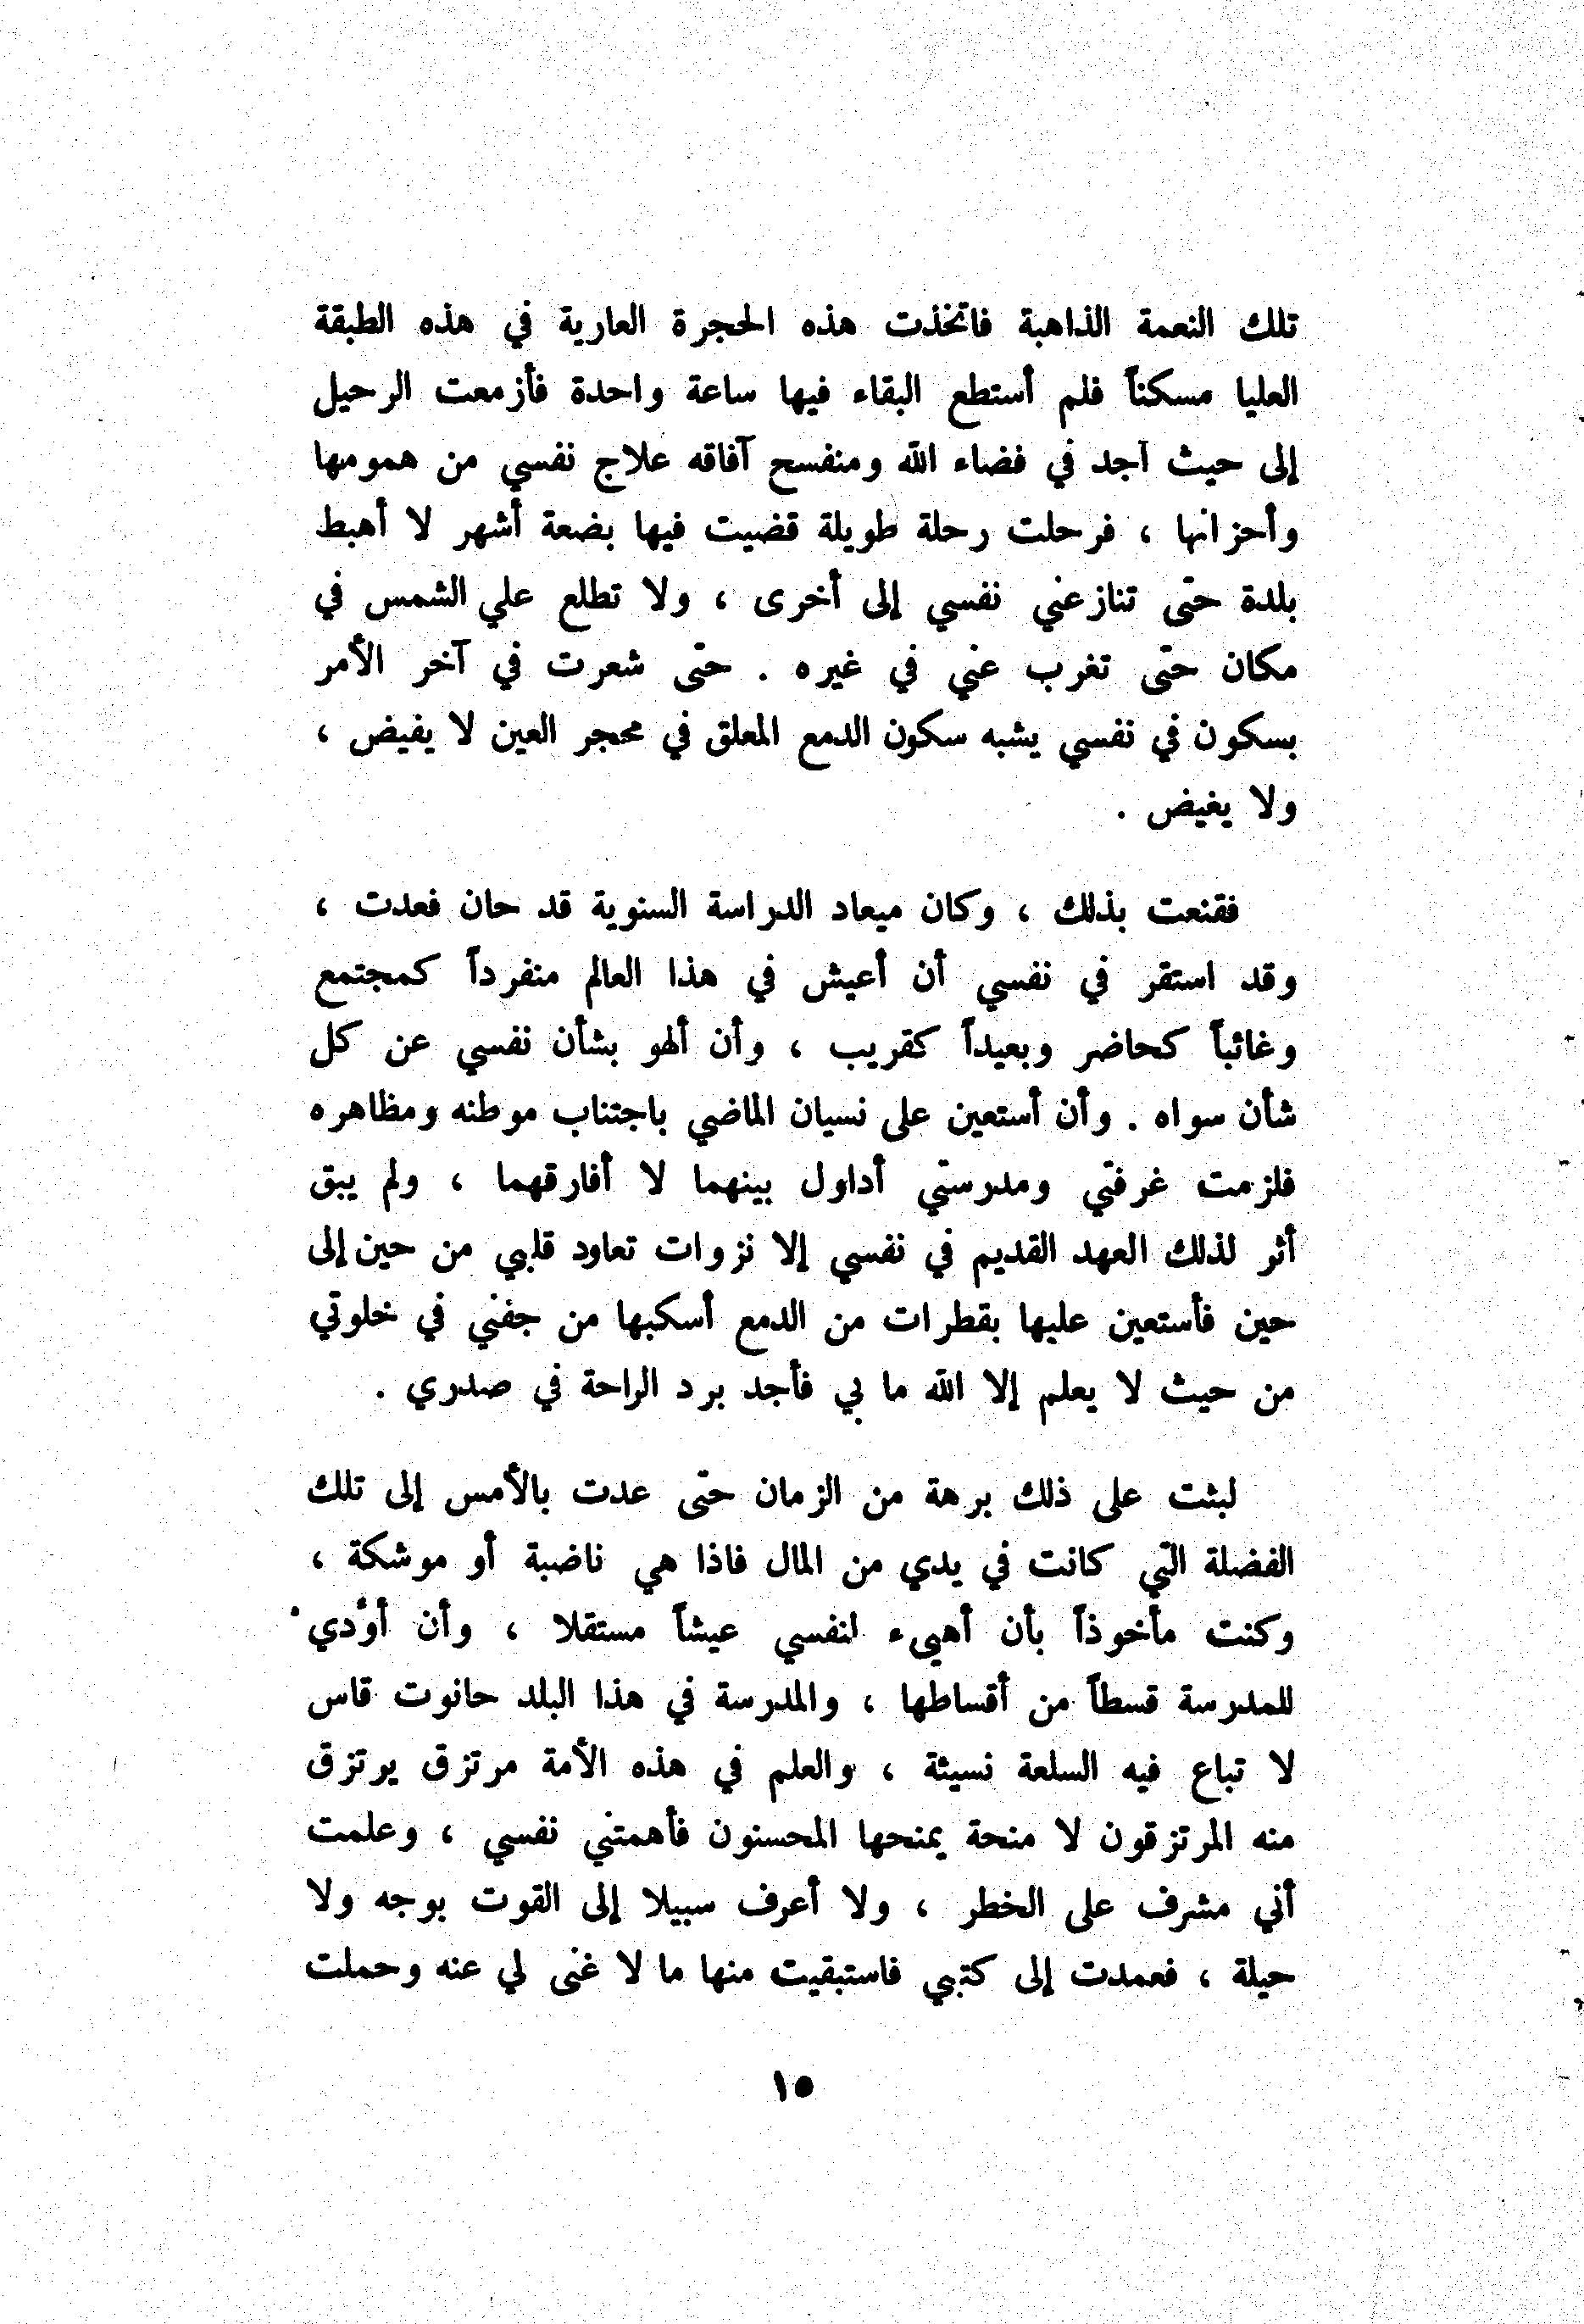 تلك النعمة الذاهبة فاتخذت هذه الحجرة العارية في هذه الطبقة
العليا مسكناً فلم أستطع البقاء فيها ساعة واحدة فأزمعت الرحيل
إلى حيث أجد في فضاء الله ومنفسح آفاقه علاج نفسي من همومها
وأحزانها ، فرحلت رحلة طويلة قضيت فيها بضعة أشهر لا أهبط
بلدة حتى تنازعني نفسي إلى أخرى ، ولا تطلع علي الشمس في
مكان حتى تغرب عني في غيره . حتى شعرت في آخر الأمر
بسكون في نفسي يشبه سكون الدمع المعلق في محجر العين لا يفيض ،
ولا يغيض .
فقنعت بذلك ، وكان ميعاد الدراسة السنوية قد حان فعدت ،
وقد استقر في نفسي أن أعيش في هذا العالم منفرداً كمجتمع
وغائباً كحاضر وبعيداً كقريب ، وأن ألهو بشأن نفسي عن كل
شأن سواه . وأن أستعين على نسيان الماضي باجتناب موطنه ومظاهره
فلزمت غرفتي ومدرستي أداول بينهما لا أفارقهما ، ولم يبق
أثر لذلك العهد القديم في نفسي إلا نزوات تعاود قلبي من حين إلى
حين فأستعين عليها بقطرات من الدمع أسكبها من جفني في خلوتي
من حيث لا يعلم إلا الله ما بي فأجد برد الراحة في صدري .
لبثت على ذلك برهة من الزمان حتى عدت بالأمس إلى تلك
الفضلة التي كانت في يدي من المال فاذا هي ناضبة أو موشكة ،
وكنت مأخوذاً بأن أهيىء لنفسي عيشاً مستقلا ، وأن أوُدي
للمدرسة قسطاً من أقساطها ، والمدرسة في هذا البلد حانوت قاس
لا تباع فيه السلعة نسيئة ، والعلم في هذه الأمة مرتزق يرتزق
منه المرتزقون لا منحة يمنحها المحسنون فأهمتني نفسي ، وعلمت
أني مشرف على الخطر ، ولا أعرف سبيلا إلى القوت بوجه ولا
حيلة ، فعمدت إلى كتبي فاستبقيت منها ما لا غنى لي عنه وحملت
١٥